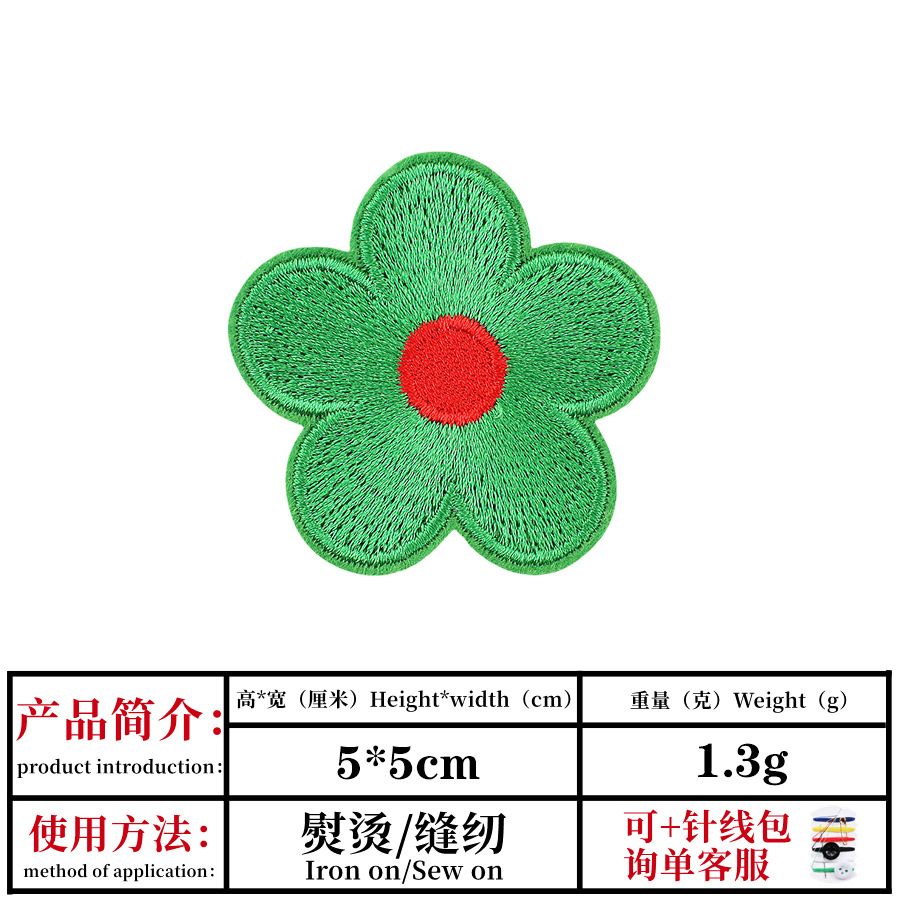 产品简介：
product introduction:
高*宽（厘米）Height*width（cm）
重量（克）Weight（g）
5*5cm
1.3g
使用方法：
method of application:
熨烫/缝纫
Iron on/Sew on
可+针线包
询单客服